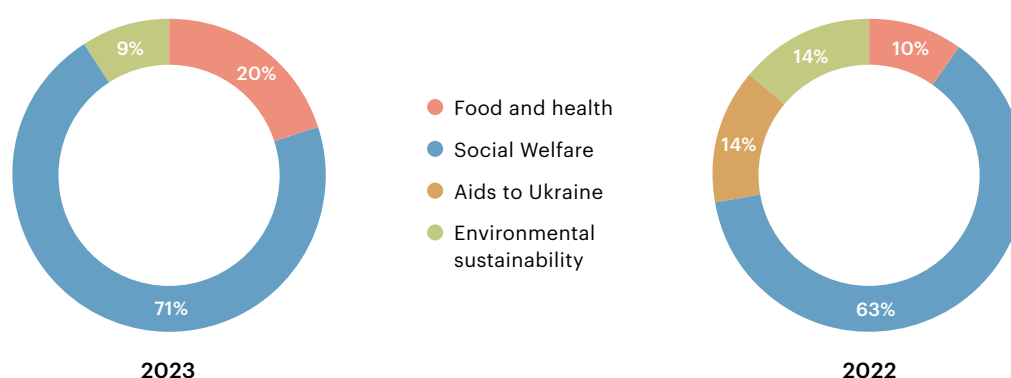 9%
20%
71%
2023
Food and health
Social Welfare
Aids to Ukraine
Environmental
sustainability
14%
10%
14%
63%
2022